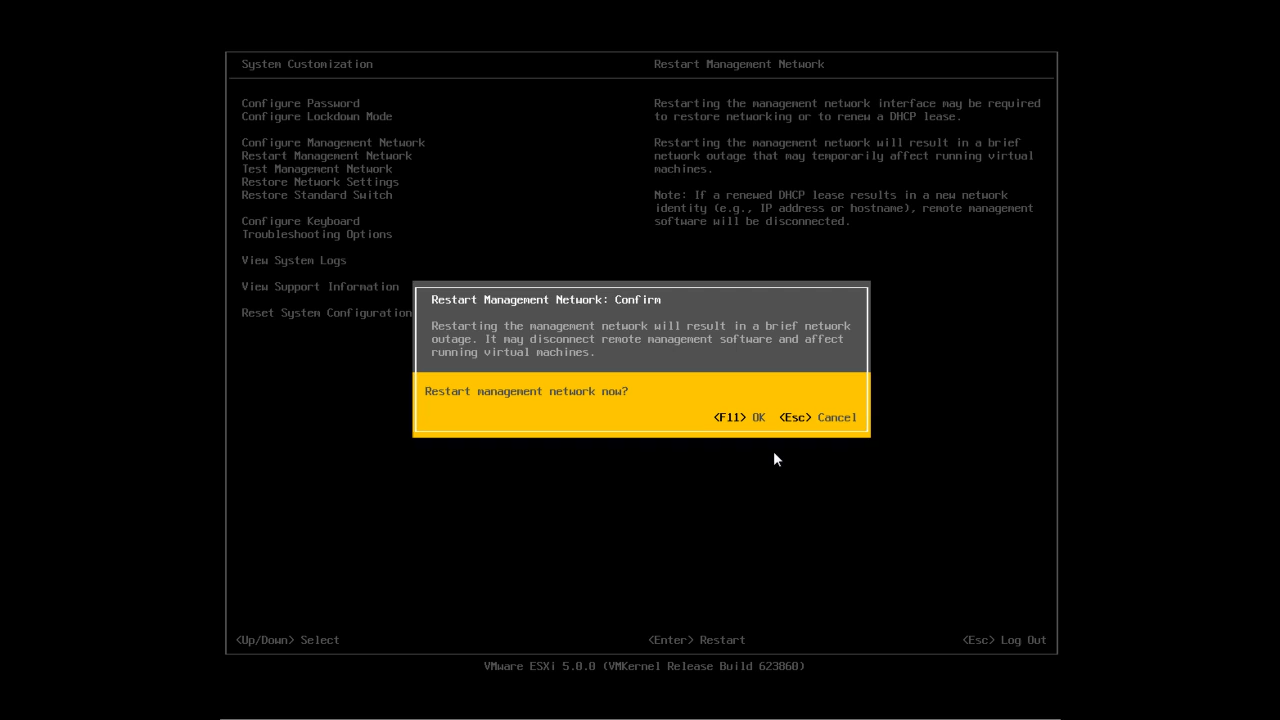 System Customization
Restart Management Network
Configure Password
Configure Lockdown Mode
Configure Management Network
Restart Management Network
Test Management Network
Restore Network Settings
Restore Standard Switch
Configure Keyboard
Troubleshooting Options
View System Logs
View Support Information
Reset System Configuration
Restarting the management network interface may be required
to restore networking or to renew a DHCP lease.
Restarting the management network will result in a brief
network outage that may temporarily affect running virtual
machines.
Note: If a renewed DHCP lease results in a new network
identity (e.g., IP address or hostname), remote management
software will be disconnected.
Restart Management Network: Confirm
Restarting the management network will result in a brief network
outage. It may disconnect remote management software and affect
running virtual machines.
Restart management network now?
<F11> OK <Esc> Cancel
<Up/Down> Select
<Enter> Restart
<Esc> Log Out
VMware ESXi 5.0.0 (VMKernel Release Build 623860)